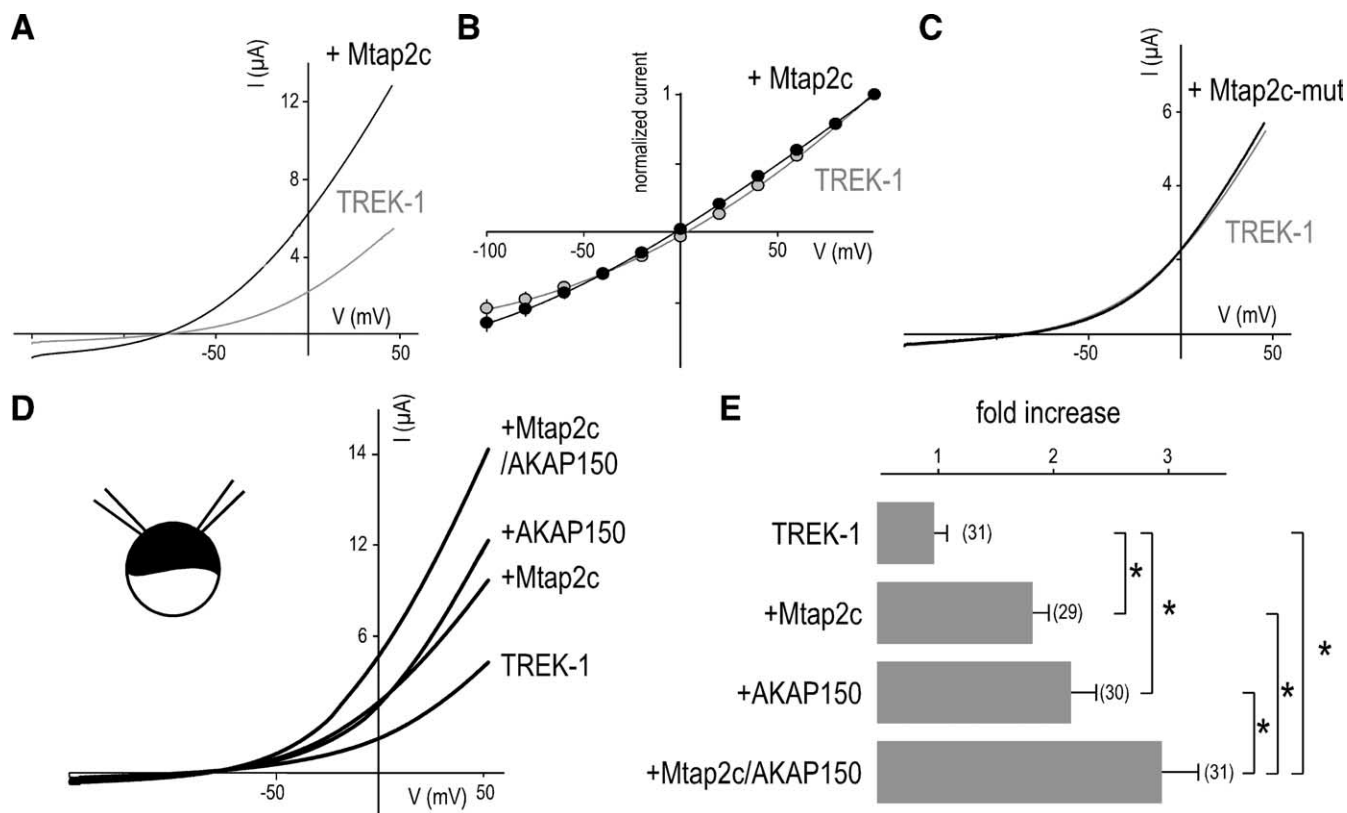 A
I (µA)
+ Mtap2c
12
8
4
TREK-1
V (mV)
-50
50
B
normalized current
1
+ Mtap2c
TREK-1
-100
-50
50
V (mV)
C
I (µA)
+ Mtap2c-mut
6
4
TREK-1
V (mV)
-50
50
D
I (µA)
14
12
6
+Mtap2c
/AKAP150
+AKAP150
+Mtap2c
TREK-1
-50
V (mV)
50
E
fold increase
1
2
3
TREK-1
(31)
+Mtap2c
(29)
+AKAP150
(30)
+Mtap2c/AKAP150
(31)
*
*
*
*
*